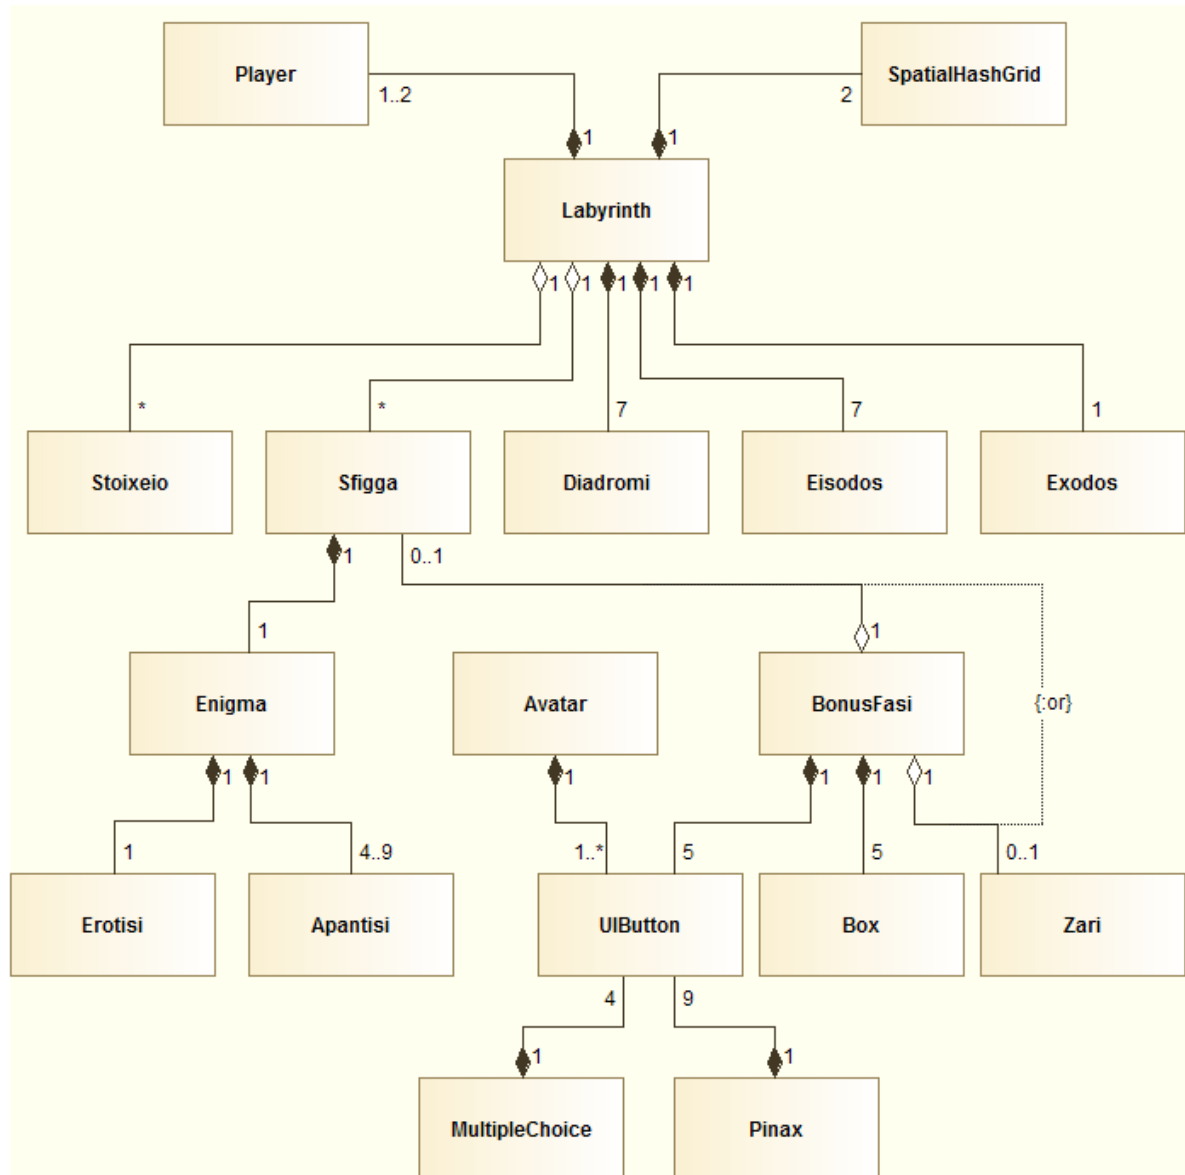 Player
SpatialHashGrid
1..2
2
1
1
Labyrinth
1
1
1
1
1
*
*
7
7
1
Stoixeio
Sfigga
Diadromi
Eisodos
Exodos
1
0..1
1
1
Enigma
Avatar
BonusFasi
{:or}
1
1
1
1
1
1
1
4..9
1..*
5
5
0..1
Erotisi
Apantisi
UIButton
Box
Zari
4
9
1
1
MultipleChoice
Pinax